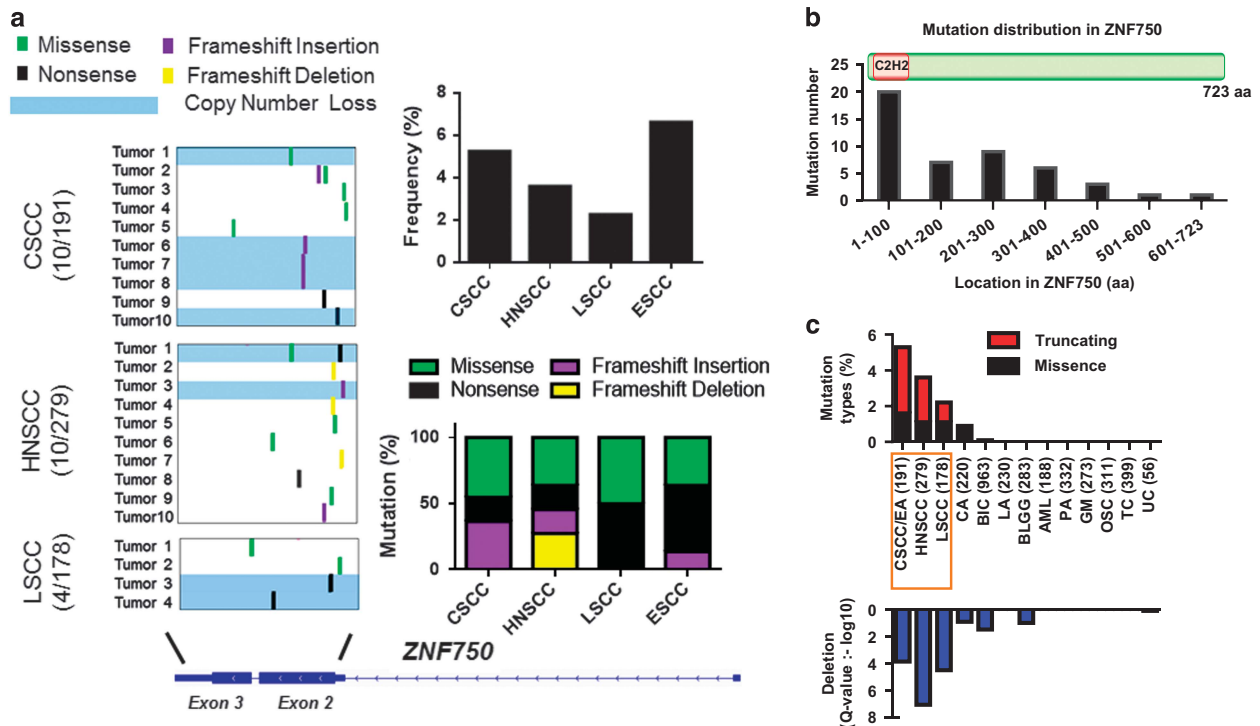 a
Missense
Frameshift Insertion
Nonsense
Frameshift Deletion
Copy Number Loss
CSCC
(10/191)
Tumor 1
Tumor 2
Tumor 3
Tumor 4
Tumor 5
Tumor 6
Tumor 7
Tumor 8
Tumor 9
Tumor10
HNSCC
(10/279)
Tumor 1
Tumor 2
Tumor 3
Tumor 4
Tumor 5
Tumor 6
Tumor 7
Tumor 8
Tumor 9
Tumor10
LSCC
(4/178)
Tumor 1
Tumor 2
Tumor 3
Tumor 4
ZNF750
Exon 3
Exon 2
Frequency (%)
8
6
4
2
0
CSCC
HNSCC
LSCC
ESCC
Missense
Frameshift Insertion
Nonsense
Frameshift Deletion
Mutation (%)
100
50
0
CSCC
HNSCC
LSCC
ESCC
b
Mutation distribution in ZNF750
C2H2
723 aa
Mutation number
25
20
15
10
5
0
1-100
101-200
201-300
301-400
401-500
501-600
601-723
Location in ZNF750 (aa)
c
Truncating
Missence
Mutation
types (%)
6
4
2
0
CSCC/EA (191)
HNSCC (279)
LSCC (178)
CA (220)
BIC (963)
LA (230)
BLGG (283)
AML (188)
PA (332)
GM (273)
OSC (311)
TC (399)
UC (56)
Deletion
(Q-value :- log10)
0
2
4
6
8